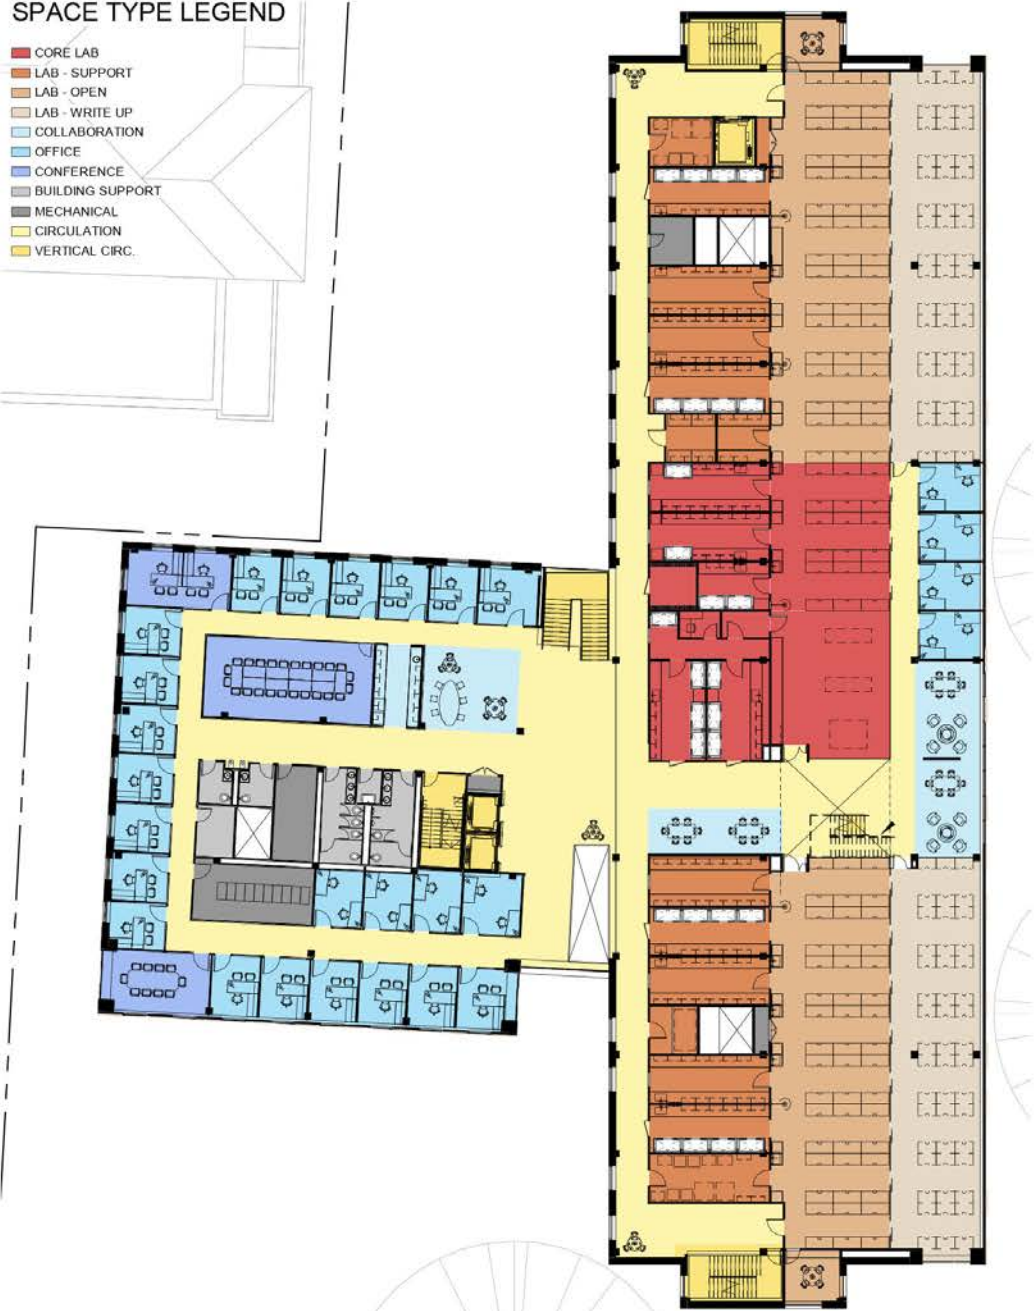 SPACE TYPE LEGEND
CORE LAB
LAB - SUPPORT
LAB - OPEN
LAB - WRITE UP
COLLABORATION
OFFICE
CONFERENCE
BUILDING SUPPORT
MECHANICAL
CIRCULATION
VERTICAL CIRC.